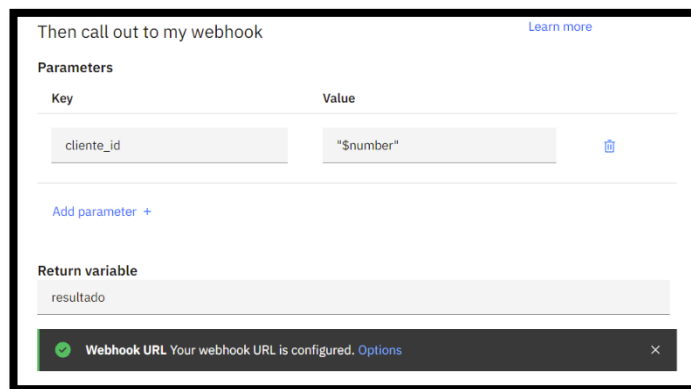 Then call out to my webhook Learn more
Parameters
Key Value
cliente_id "$number"
Add parameter +
Return variable
resultado
Webhook URL Your webhook URL is configured. Options ×